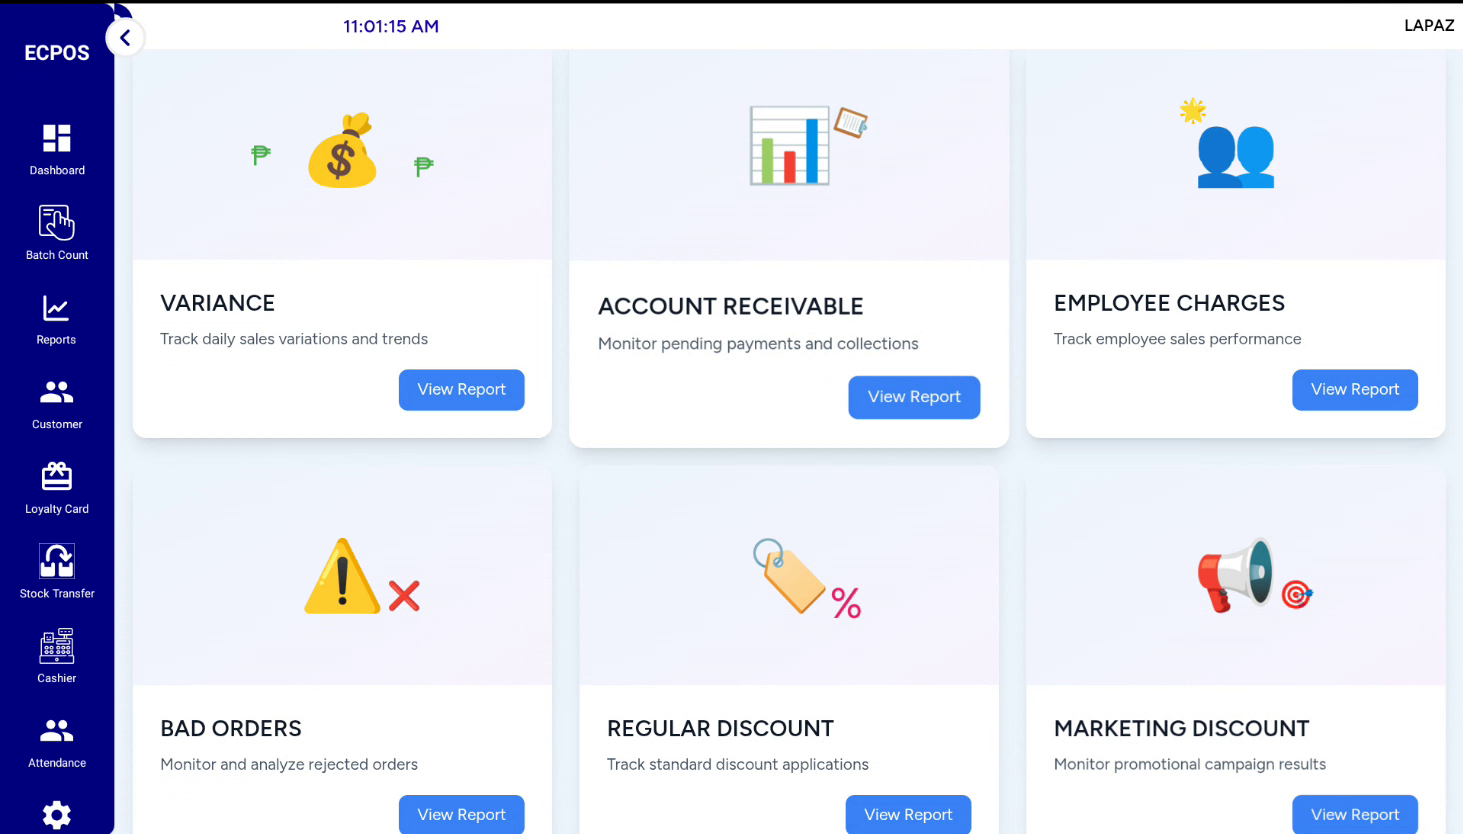 11:01:15 AM
LAPAZ
ECPOS
Dashboard
Batch Count
Reports
Customer
Loyalty Card
Stock Transfer
Cashier
Attendance
₱ $ ₱
VARIANCE
Track daily sales variations and trends
View Report
ACCOUNT RECEIVABLE
Monitor pending payments and collections
View Report
EMPLOYEE CHARGES
Track employee sales performance
View Report
BAD ORDERS
Monitor and analyze rejected orders
View Report
%
REGULAR DISCOUNT
Track standard discount applications
View Report
MARKETING DISCOUNT
Monitor promotional campaign results
View Report